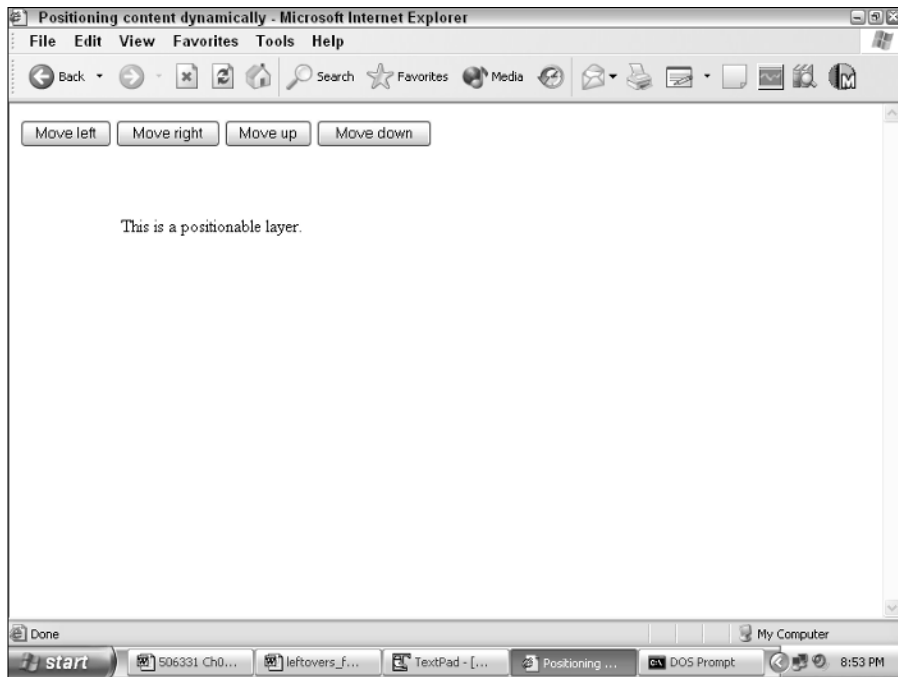 Positioning content dynamically - Microsoft Internet Explorer
File Edit View Favorites Tools Help
Back Search Favorites Media
Move left Move right Move up Move down
This is a positionable layer.
Done My Computer
start 506331 Ch0... leftovers_f... TextPad - [... Positioning ... DOS Prompt 8:53 PM